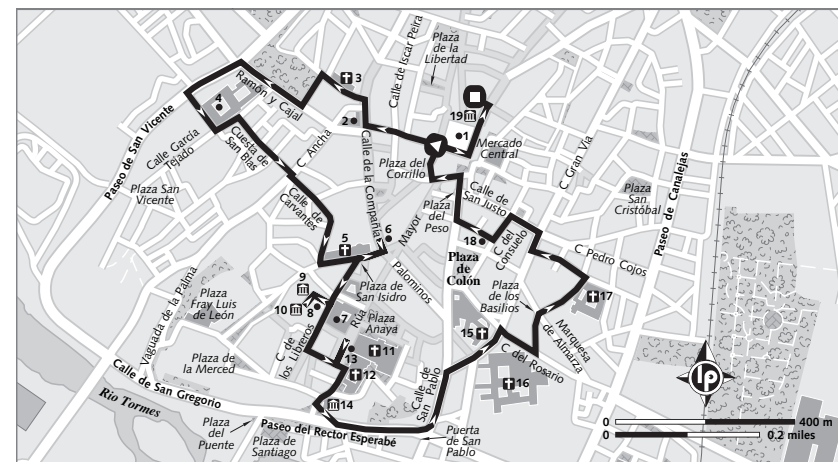 Plaza
de la
Libertad
Calle de Iscar Peira
Ramón y Cajal
3
4
2
19
1
Mercado
Central
C Ancha
Calle de la Compañía
Plaza del
Corrillo
C Gran Vía
Paseo de San Vicente
Calle García
Tejado
Cuesta de
San Blas
Plaza San
Vicente
Calle de
Carvantes
Calle de
San Justo
Plaza
San
Cristóbal
Paseo de Canalejas
Plaza
del
Peso
Mayor
5
6
18
C del
Consuelo
C Pedro Cojos
Plaza
de
Colón
Plaza de
San Isidro
Palominos
Plaza
de los
Basilios
17
Marquesa
de Almarza
9
10
8
7
Rúa
Plaza
Anaya
Plaza
Fray Luis
de León
Vaguada de la Palma
C de
los Libreros
13
11
12
15
C del Rosario
16
Plaza de
la Merced
Calle de
San Pablo
Calle de San Gregorio
Río Tormes
14
Plaza
del
Puente
Paseo del Rector Esperabé
Plaza de
Santiago
Puerta
de San
Pablo
lp
0 400 m
0 0.2 miles